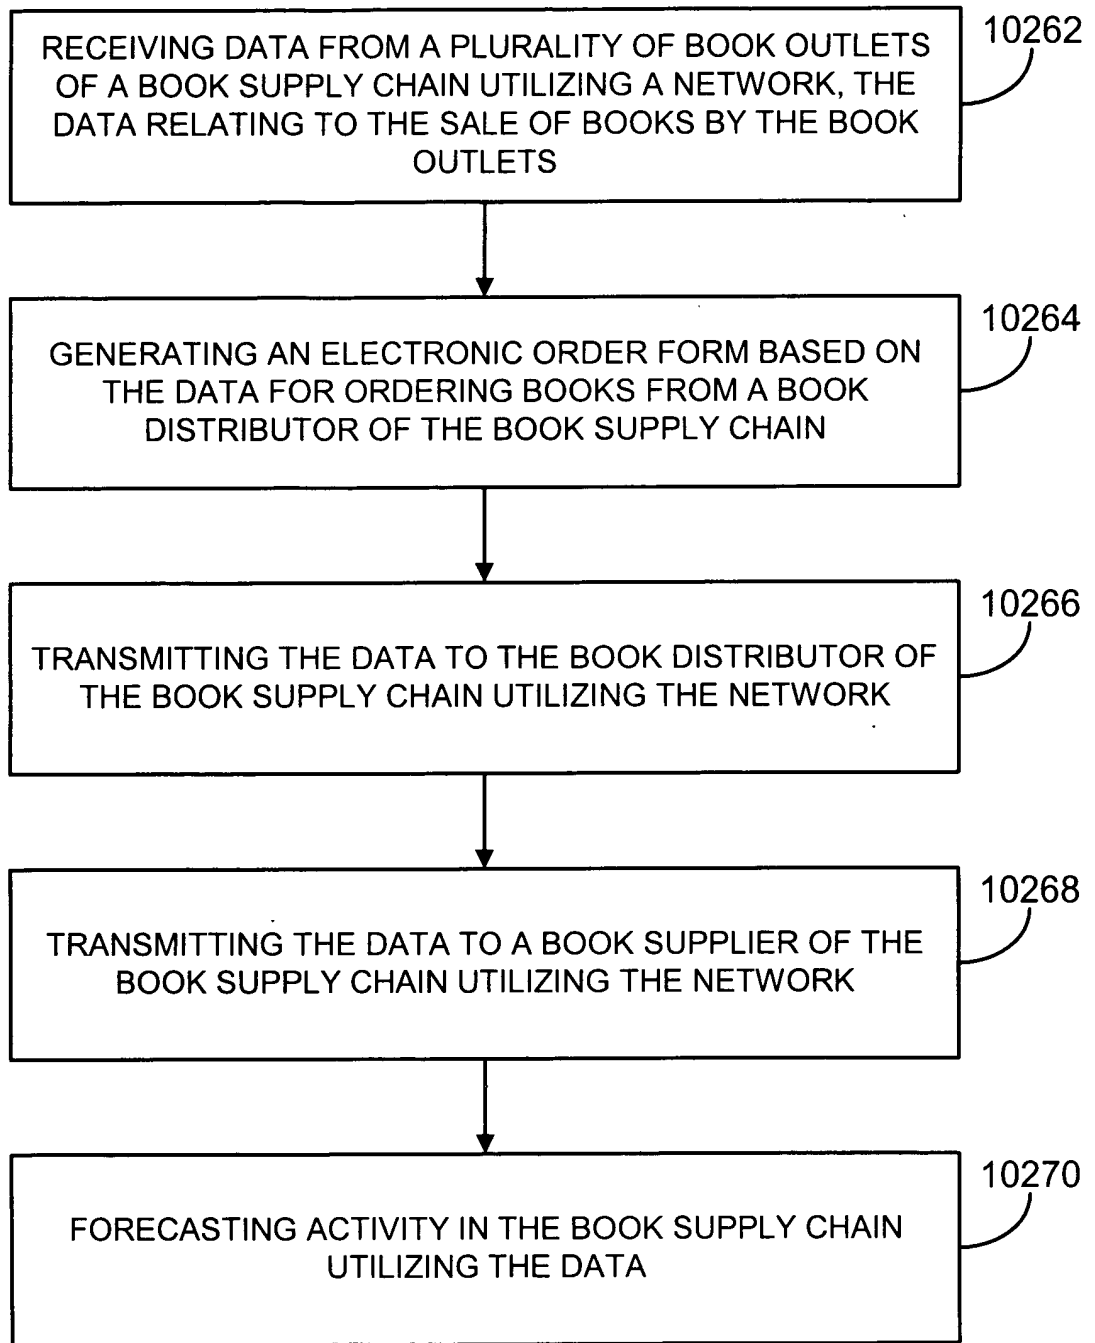 RECEIVING DATA FROM A PLURALITY OF BOOK OUTLETS
OF A BOOK SUPPLY CHAIN UTILIZING A NETWORK, THE
DATA RELATING TO THE SALE OF BOOKS BY THE BOOK
OUTLETS
10262
GENERATING AN ELECTRONIC ORDER FORM BASED ON
THE DATA FOR ORDERING BOOKS FROM A BOOK
DISTRIBUTOR OF THE BOOK SUPPLY CHAIN
10264
TRANSMITTING THE DATA TO THE BOOK DISTRIBUTOR OF
THE BOOK SUPPLY CHAIN UTILIZING THE NETWORK
10266
TRANSMITTING THE DATA TO A BOOK SUPPLIER OF THE
BOOK SUPPLY CHAIN UTILIZING THE NETWORK
10268
FORECASTING ACTIVITY IN THE BOOK SUPPLY CHAIN
UTILIZING THE DATA
10270